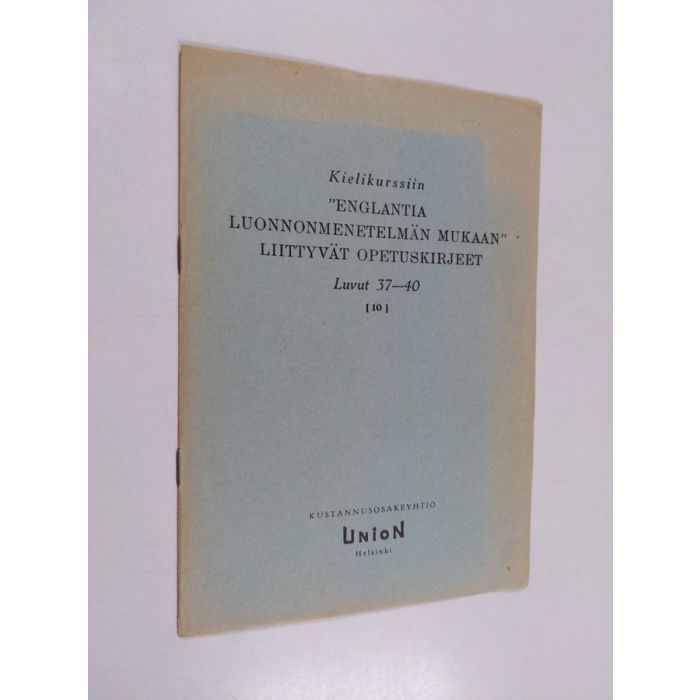 Kielikurssiin
"ENGLANTIA
LUONNONMENETELMÄN MUKAAN"
LIITTYVÄT OPETUSKIRJEET
Luvut 37—40
[ 10 ]
KUSTANNUSOSAKEYHTIÖ
UNION
Helsinki